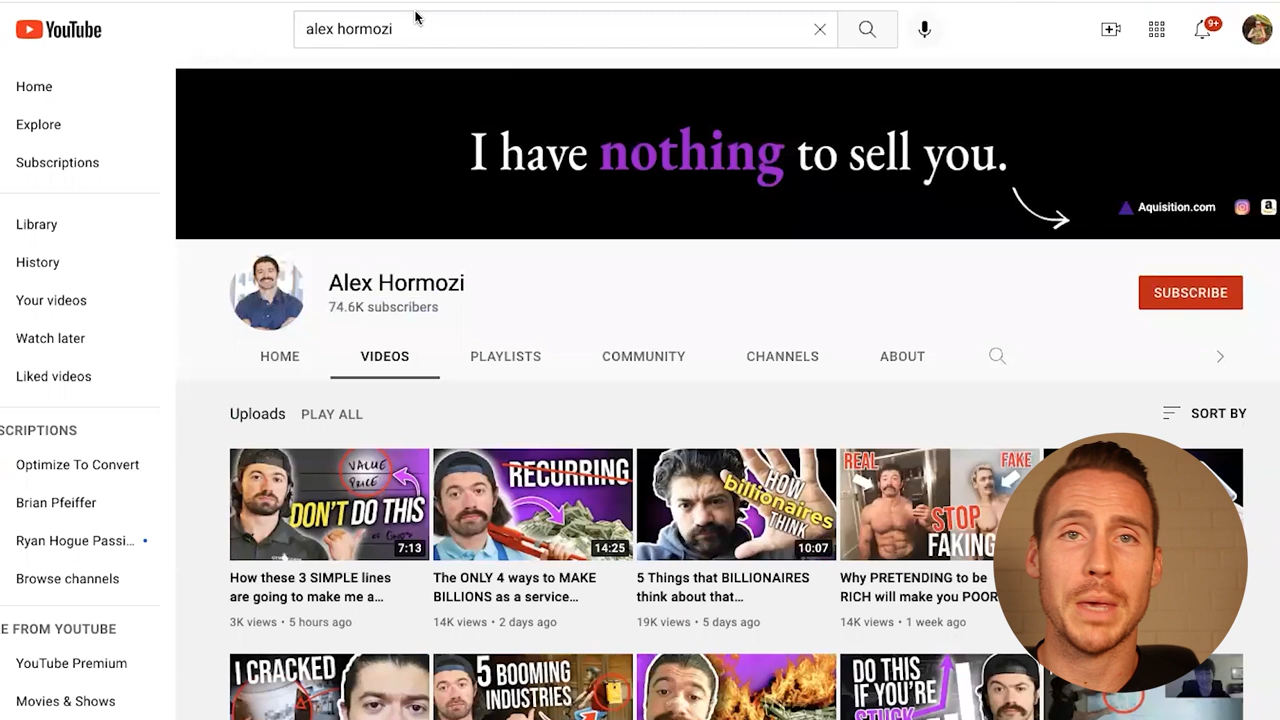 YouTube
alex hormozi
9+
Home
Explore
Subscriptions
Library
History
Your videos
Watch later
Liked videos
SCRIPTIONS
Optimize To Convert
Brian Pfeiffer
Ryan Hogue Passi...
Browse channels
E FROM YOUTUBE
YouTube Premium
Movies & Shows
I have nothing to sell you.
Aquisition.com
Alex Hormozi
74.6K subscribers
SUBSCRIBE
HOME
VIDEOS
PLAYLISTS
COMMUNITY
CHANNELS
ABOUT
Uploads
PLAY ALL
SORT BY
VALUE
PRICE
DON'T DO THIS
7:13
How these 3 SIMPLE lines
are going to make me a...
3K views • 5 hours ago
RECURRING
14:25
The ONLY 4 ways to MAKE
BILLIONS as a service...
14K views • 2 days ago
HOW
billionaires
THINK
10:07
5 Things that BILLIONAIRES
think about that...
19K views • 5 days ago
REAL
FAKE
STOP
FAKING
Why PRETENDING to be
RICH will make you POOR
14K views • 1 week ago
I CRACKED
5 BOOMING
INDUSTRIES
DO THIS
IF YOU'RE
STUCK